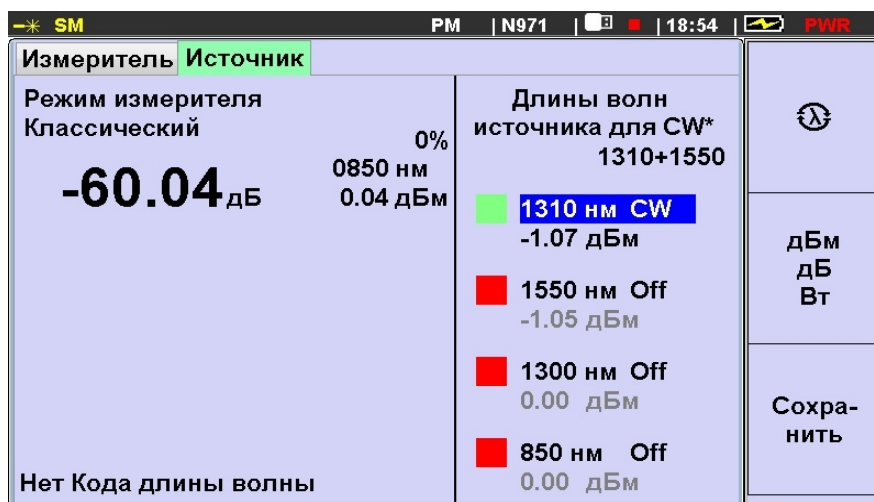 SM PM | N971 | | 18:54 | PWR
Измеритель Источник
Режим измерителя
Классический
0%
0850 нм
-60.04 дБ
0.04 дБм
Длины волн
источника для CW*
1310+1550
1310 нм CW
-1.07 дБм
1550 нм Off
-1.05 дБм
1300 нм Off
0.00 дБм
850 нм Off
0.00 дБм
Нет Кода длины волны
λ
дБм
дБ
Вт
Сохра-
нить